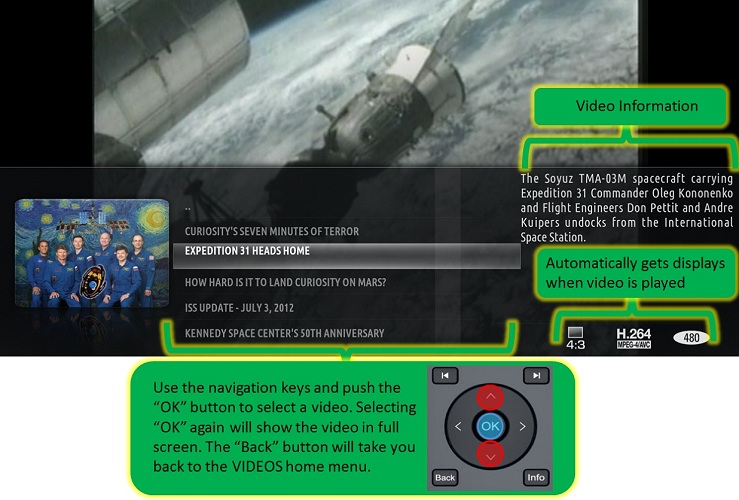 Video Information
The Soyuz TMA-03M spacecraft carrying
Expedition 31 Commander Oleg Kononenko
and Flight Engineers Don Pettit and Andre
Kuipers undocks from the International
Space Station.
..
CURIOSITY'S SEVEN MINUTES OF TERROR
EXPEDITION 31 HEADS HOME
HOW HARD IS IT TO LAND CURIOSITY ON MARS?
ISS UPDATE - JULY 3, 2012
KENNEDY SPACE CENTER'S 50TH ANNIVERSARY
Automatically gets displays
when video is played
4:3
H.264
MPEG-4/AVC
480
Use the navigation keys and push the
“OK” button to select a video. Selecting
“OK” again will show the video in full
screen. The “Back” button will take you
back to the VIDEOS home menu.
OK
Back
Info